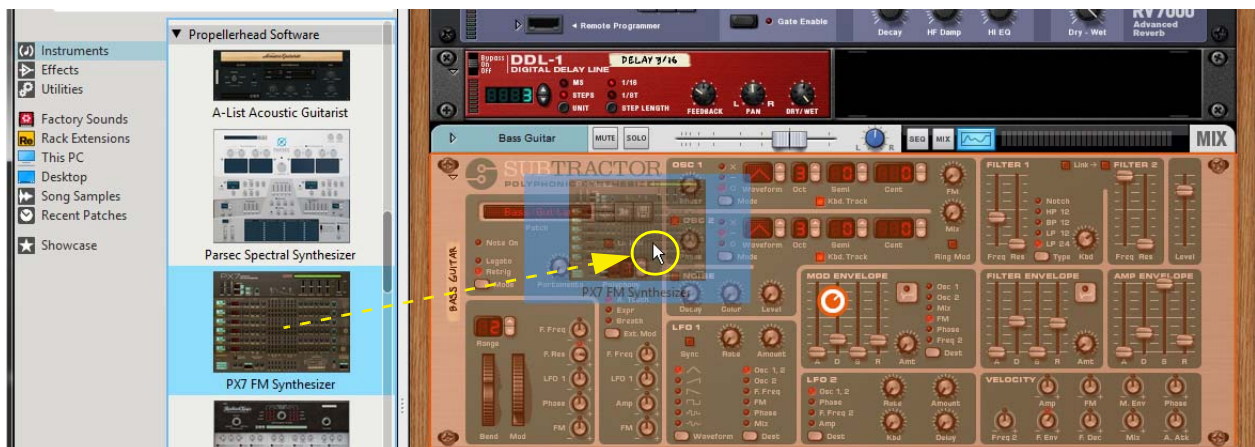 Instruments
Effects
Utilities
Factory Sounds
Rack Extensions
This PC
Desktop
Song Samples
Recent Patches
Showcase
Propellerhead Software
A-List Acoustic Guitarist
Parsec Spectral Synthesizer
PX7 FM Synthesizer
Remote Programmer
Gate Enable
Decay HF Damp HI EQ Dry - Wet
RV7000
Advanced
Reverb
Bypass
On
Off
DDL-1
DIGITAL DELAY LINE
DELAY 3/16
MS 1/16
STEPS 1/8T
UNIT STEP LENGTH
FEEDBACK L PAN R DRY/WET
Bass Guitar MUTE SOLO L R SEQ MIX MIX
SUBTRACTOR
POLYPHONIC SYNTHESIZER
Bass Guitar
Patch
BASS GUITAR
Note On
Legato
Retrig
Mode
Portamento
PX7 FM Synthesizer
Expr
Breath
Ext. Mod
Range
Bend Mod
F. Freq
F. Res
LFO 1
Phase
FM
F. Freq
LFO 1
Amp
FM
OSC 1
Mode Waveform Oct Semi Cent
Kbd. Track
FM
OSC 2
Mode Waveform Oct Semi Cent
Kbd. Track
Mix
Ring Mod
NOISE
Decay Color Level
LFO 1
Sync Rate Amount
Osc 1, 2
Osc 2
F. Freq
FM
Phase
Mix
Waveform Dest
FILTER 1 Link FILTER 2
Notch
HP 12
BP 12
LP 12
LP 24
Freq Res Type Kbd Freq Res Level
MOD ENVELOPE
Osc 1
Osc 2
Mix
FM
Phase
Freq 2
Dest
A D S R Amt
FILTER ENVELOPE
A D S R Amt
AMP ENVELOPE
A D S R
LFO 2
Osc 1, 2
Phase
F. Freq 2
Amp
Dest
Rate Amount
Kbd Delay
VELOCITY
Amp FM M. Env Phase
Freq 2 F. Env F. Dec Mix A. Atk